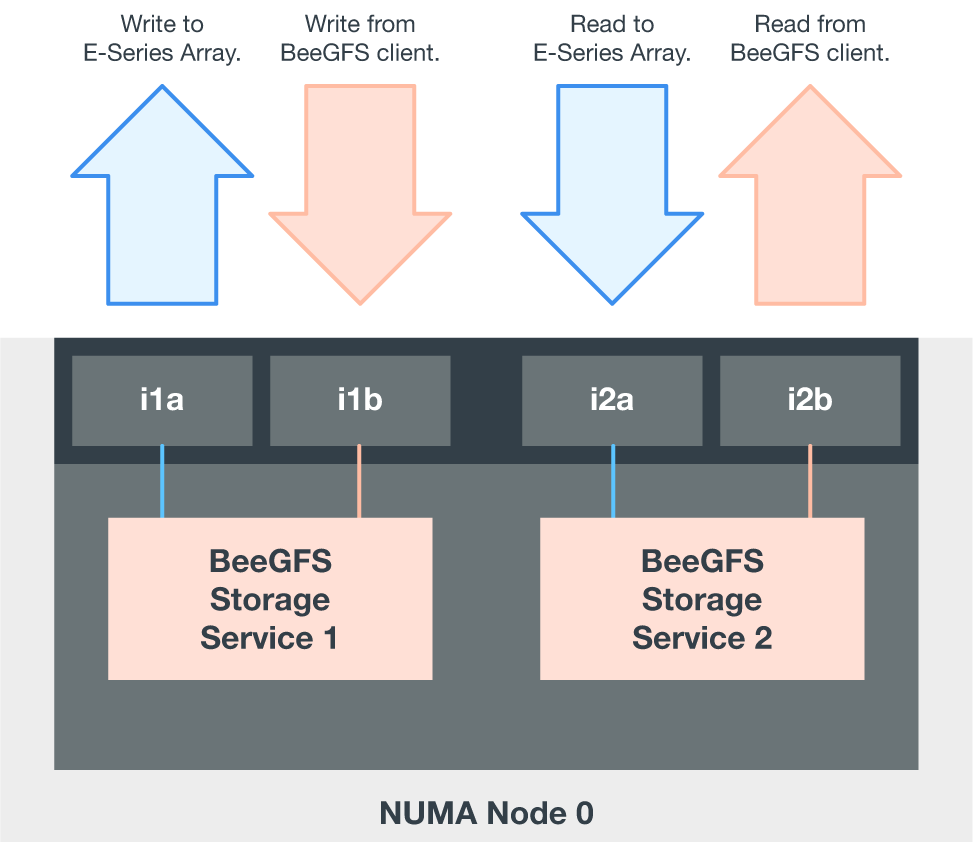 Write to
E-Series Array.
Write from
BeeGFS client.
Read to
E-Series Array.
Read from
BeeGFS client.
i1a
i1b
i2a
i2b
BeeGFS
Storage
Service 1
BeeGFS
Storage
Service 2
NUMA Node 0